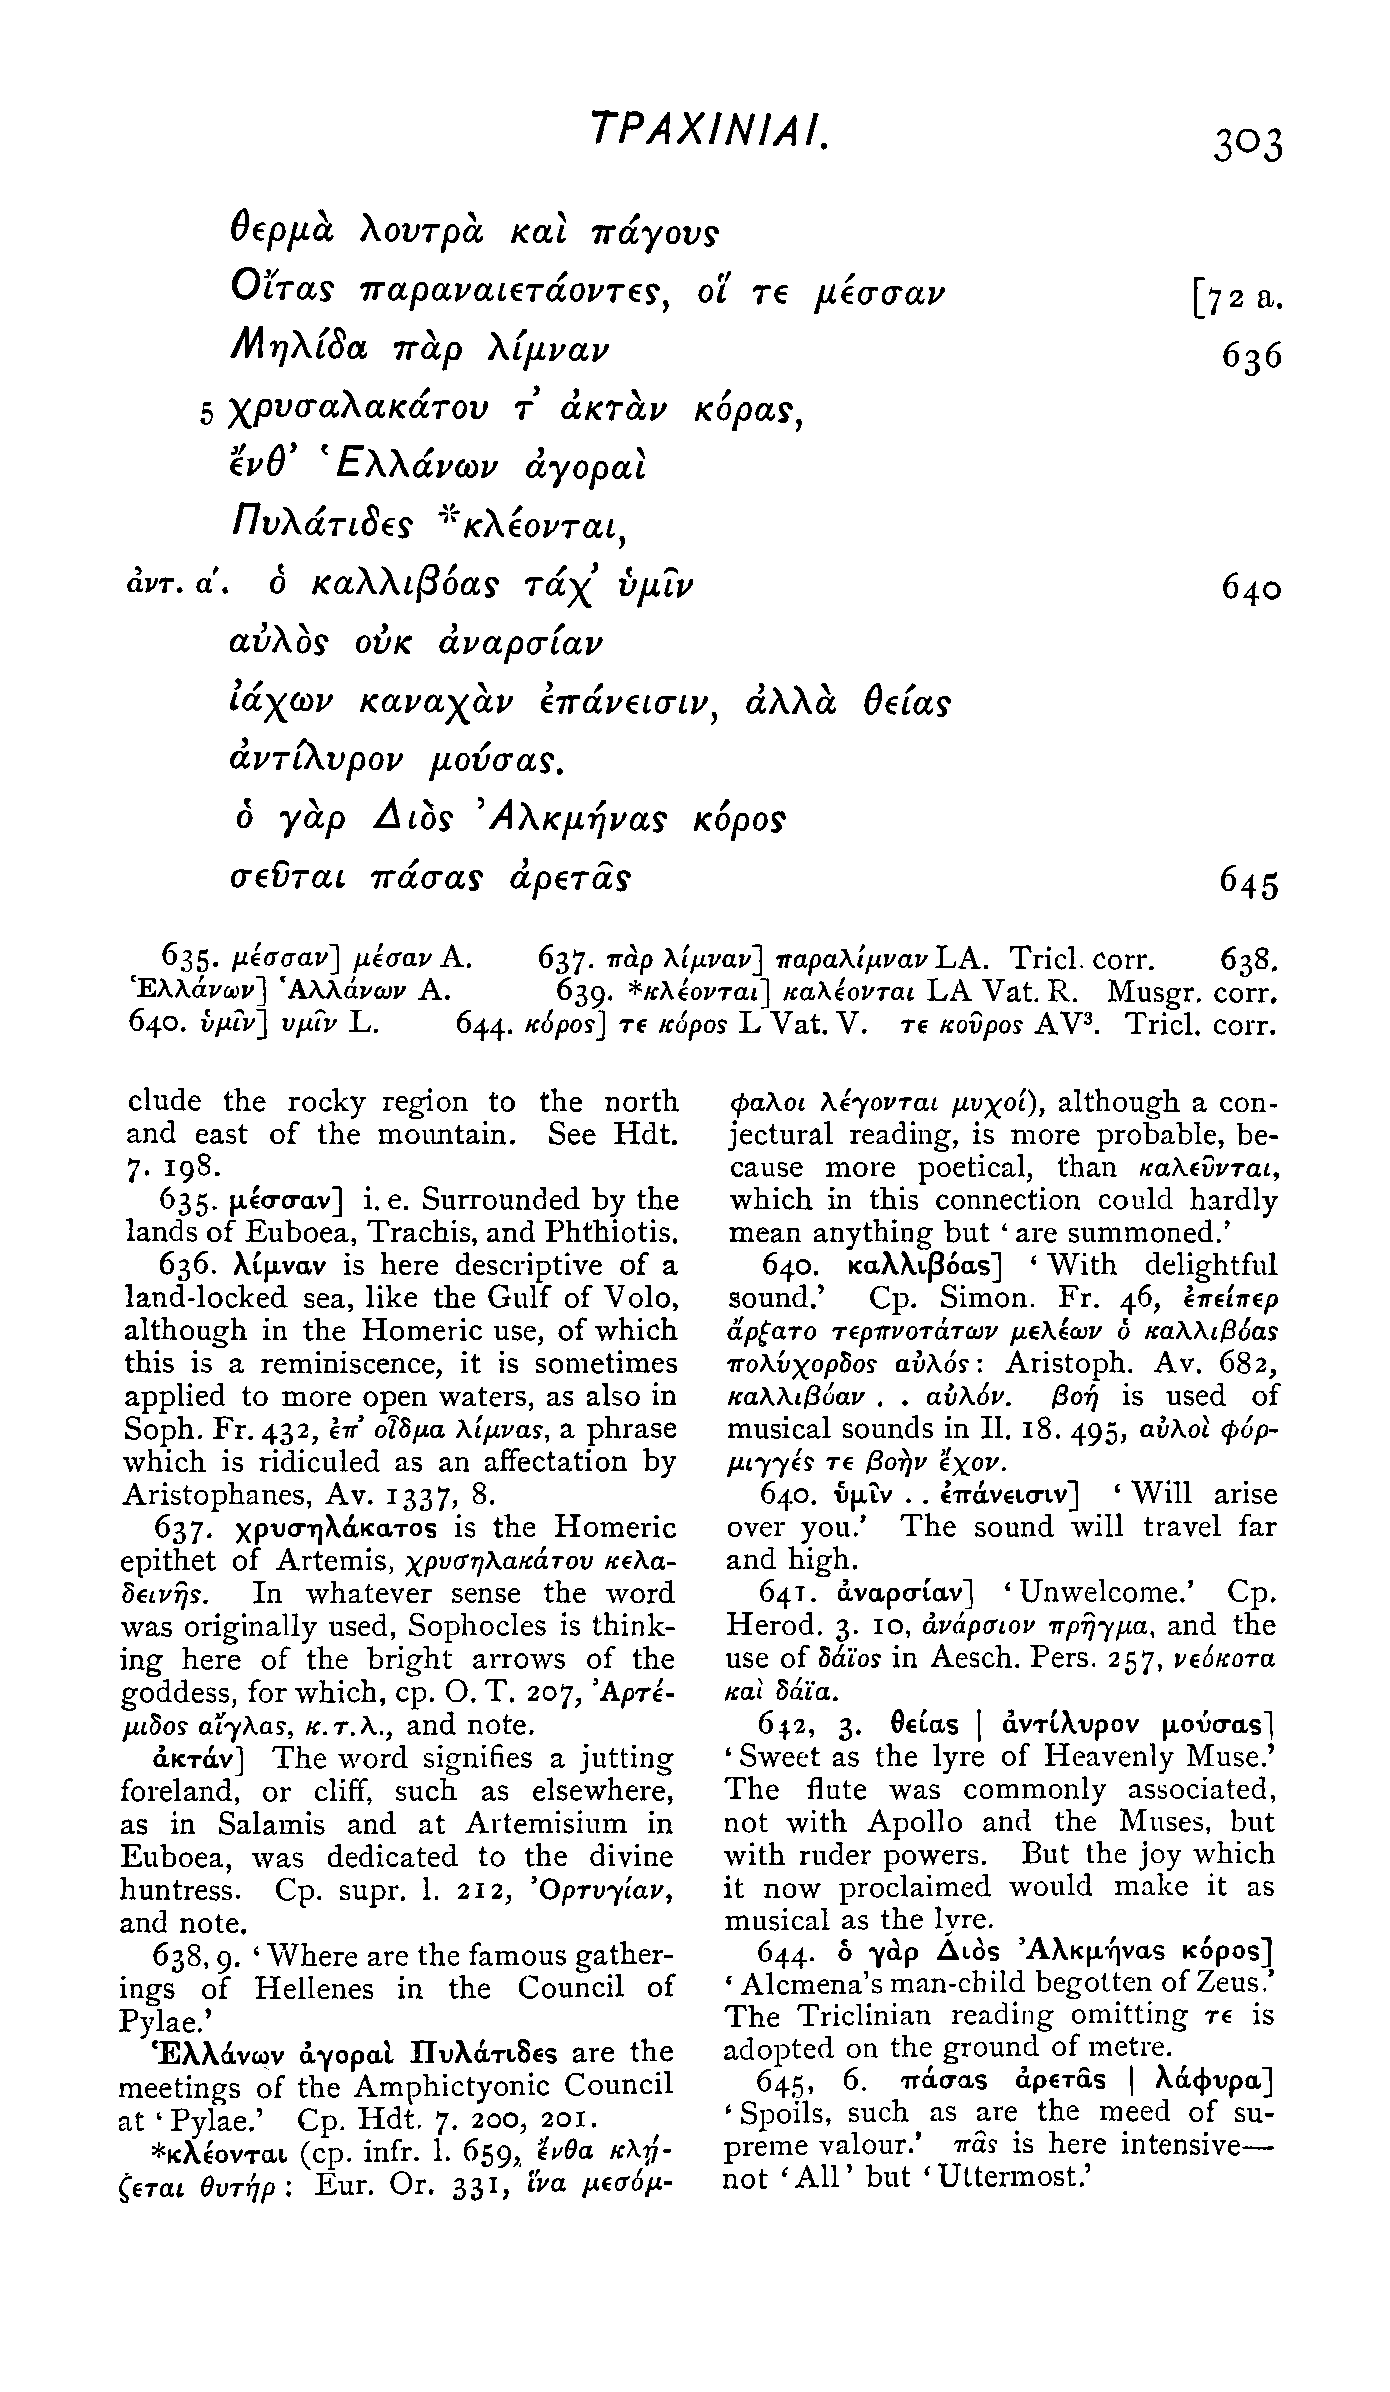 ΤΡΑΧΙΝΙΑΙ.
303
θερμὰ λουτρὰ καὶ πάγους
Οἴτας παραναιετάοντες, οἵ τε μέσσαν [72 a.
Μηλίδα πὰρ λίμναν 636
5 χρυσαλακάτου τ’ ἀκτὰν κόρας,
ἔνθ’ Ἑλλάνων ἀγοραὶ
Πυλάτιδες *κλέονται,
ἀντ. α΄. ὁ καλλιβόας τάχ’ ὑμῖν 640
αὐλὸς οὐκ ἀναρσίαν
ἰάχων καναχὰν ἐπάνεισιν, ἀλλὰ θείας
ἀντίλυρον μούσας.
ὁ γὰρ Διὸς Ἀλκμήνας κόρος
σεῦται πάσας ἀρετᾶς 645
635. μέσσαν] μέσαν A. 637. πὰρ λίμναν] παραλίμναν LA. Tricl. corr. 638.
Ἑλλάνων] Ἁλλάνων A. 639. *κλέονται] καλέονται LA Vat. R. Musgr. corr.
640. ὑμῖν] υμῖν L. 644. κόρος] τε κόρος L Vat. V. τε κοῦρος AV³. Tricl. corr.
clude the rocky region to the north
and east of the mountain. See Hdt.
7. 198.
635. μέσσαν] i. e. Surrounded by the
lands of Euboea, Trachis, and Phthiotis.
636. λίμναν is here descriptive of a
land-locked sea, like the Gulf of Volo,
although in the Homeric use, of which
this is a reminiscence, it is sometimes
applied to more open waters, as also in
Soph. Fr. 432, ἐπ’ οἶδμα λίμνας, a phrase
which is ridiculed as an affectation by
Aristophanes, Av. 1337, 8.
637. χρυσηλάκατος is the Homeric
epithet of Artemis, χρυσηλακάτου κελα-
δεινῆς. In whatever sense the word
was originally used, Sophocles is think-
ing here of the bright arrows of the
goddess, for which, cp. O. T. 207, Ἀρτέ-
μιδος αἴγλας, κ.τ.λ., and note.
ἀκτάν] The word signifies a jutting
foreland, or cliff, such as elsewhere,
as in Salamis and at Artemisium in
Euboea, was dedicated to the divine
huntress. Cp. supr. l. 212, Ὀρτυγίαν,
and note.
638, 9. ‘Where are the famous gather-
ings of Hellenes in the Council of
Pylae.’
Ἑλλάνων ἀγοραὶ Πυλάτιδες are the
meetings of the Amphictyonic Council
at ‘Pylae.’ Cp. Hdt. 7. 200, 201.
*κλέονται (cp. infr. l. 659, ἔνθα κλῄ-
ζεται θυτήρ : Eur. Or. 331, ἵνα μεσόμ-
φαλοι λέγονται μυχοί), although a con-
jectural reading, is more probable, be-
cause more poetical, than καλεῦνται,
which in this connection could hardly
mean anything but ‘are summoned.’
640. καλλιβόας] ‘With delightful
sound.’ Cp. Simon. Fr. 46, ἐπείπερ
ἄρξατο τερπνοτάτων μελέων ὁ καλλιβόας
πολύχορδος αὐλός : Aristoph. Av. 682,
καλλιβόαν . . αὐλόν. βοή is used of
musical sounds in Il. 18. 495, αὐλοὶ φόρ-
μιγγές τε βοὴν ἔχον.
640. ὑμῖν . . ἐπάνεισιν] ‘Will arise
over you.’ The sound will travel far
and high.
641. ἀναρσίαν] ‘Unwelcome.’ Cp.
Herod. 3. 10, ἀνάρσιον πρῆγμα, and the
use of δάϊος in Aesch. Pers. 257, νεόκοτα
καὶ δάϊα.
642, 3. θείας | ἀντίλυρον μούσας]
‘Sweet as the lyre of Heavenly Muse.’
The flute was commonly associated,
not with Apollo and the Muses, but
with ruder powers. But the joy which
it now proclaimed would make it as
musical as the lyre.
644. ὁ γὰρ Διὸς Ἀλκμήνας κόρος]
‘Alcmena’s man-child begotten of Zeus.’
The Triclinian reading omitting τε is
adopted on the ground of metre.
645, 6. πάσας ἀρετᾶς | λάφυρα]
‘Spoils, such as are the meed of su-
preme valour.’ πᾶς is here intensive—
not ‘All’ but ‘Uttermost.’